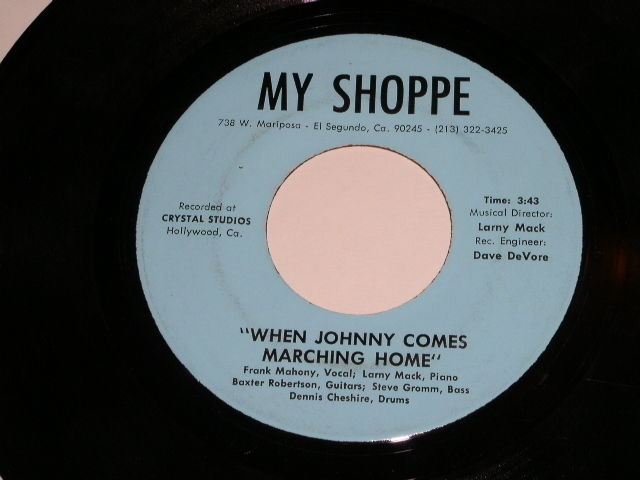 MY SHOPPE
738 W. Mariposa - El Segundo, Ca. 90245 - (213) 322-3425
Recorded at
CRYSTAL STUDIOS
Hollywood, Ca.
Time: 3:43
Musical Director:
Larny Mack
Rec. Engineer:
Dave DeVore
"WHEN JOHNNY COMES
MARCHING HOME"
Frank Mahony, Vocal; Larny Mack, Piano
Baxter Robertson, Guitars; Steve Gromm, Bass
Dennis Cheshire, Drums